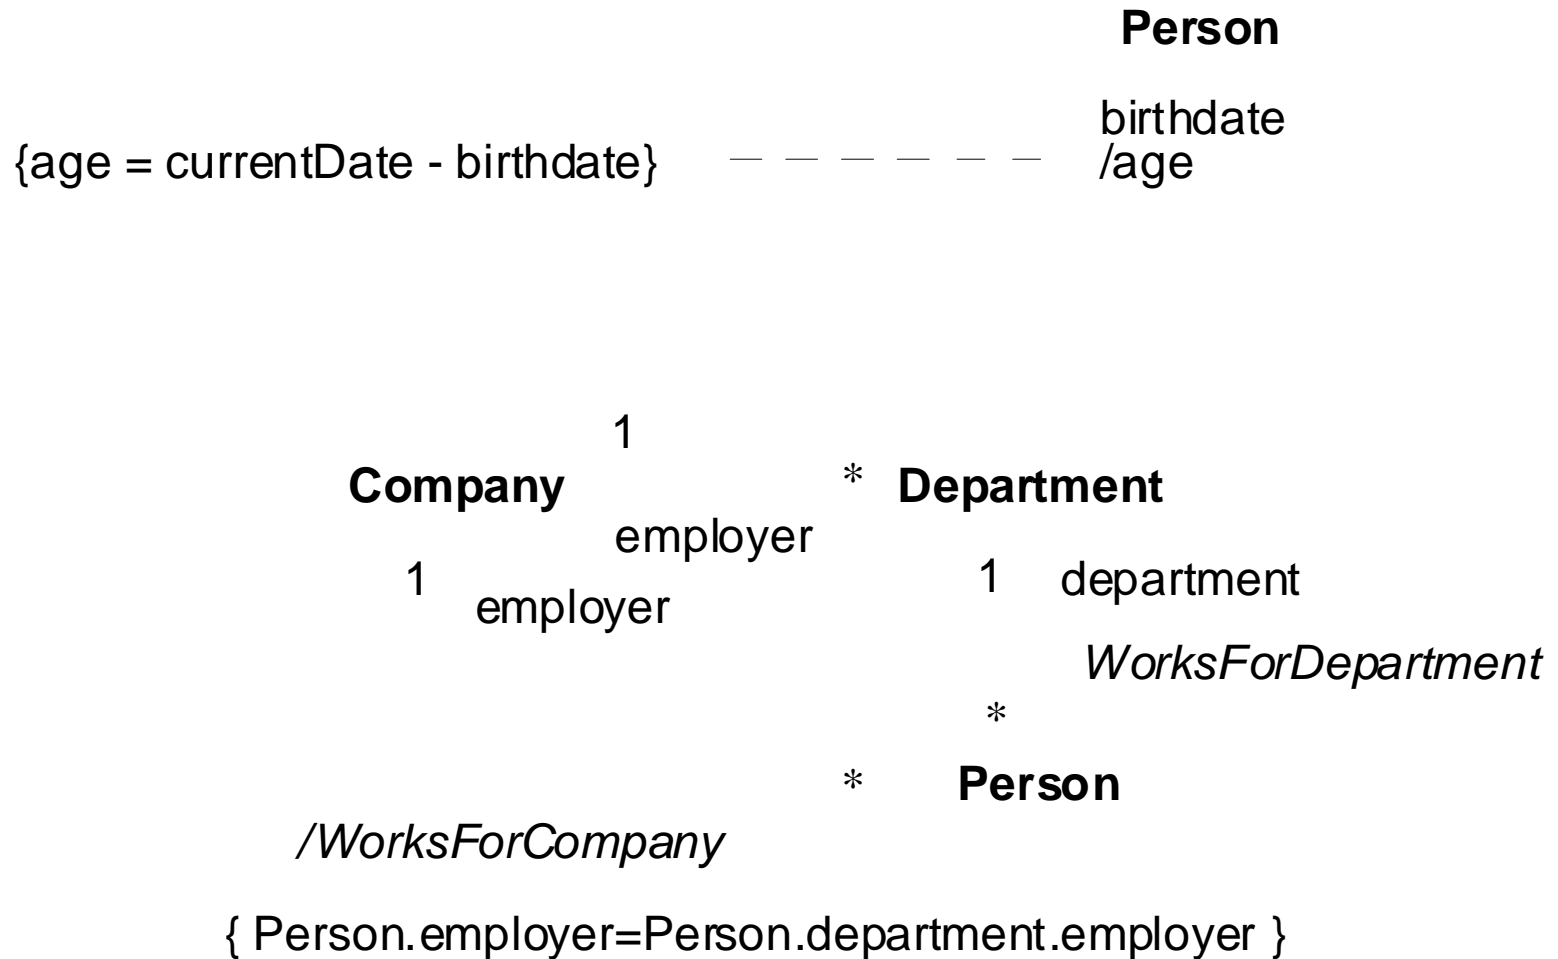 Person
birthdate
{age = currentDate - birthdate}
/age
1
Company
* Department
employer
1
employer
1 department
WorksForDepartment
*
* Person
/WorksForCompany
{ Person.employer=Person.department.employer }